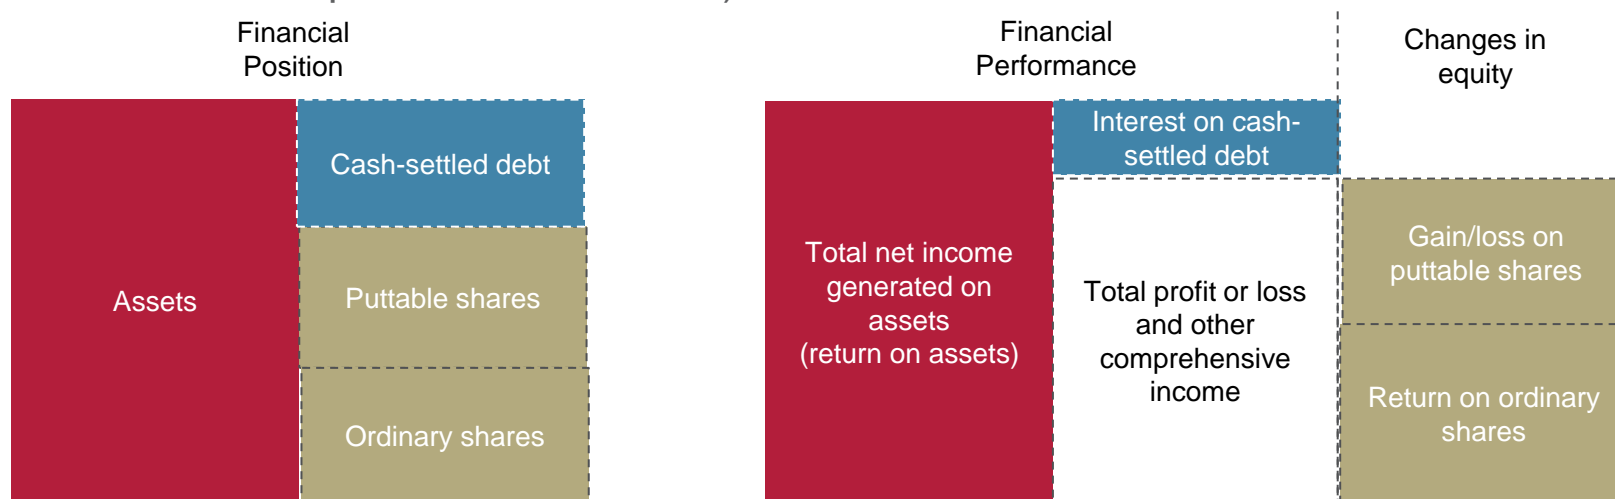 Financial
Position
Assets
Cash-settled debt
Puttable shares
Ordinary shares
Financial
Performance
Changes in
equity
Total net income
generated on
assets
(return on assets)
Interest on cash-
settled debt
Total profit or loss
and other
comprehensive
income
Gain/loss on
puttable shares
Return on ordinary
shares